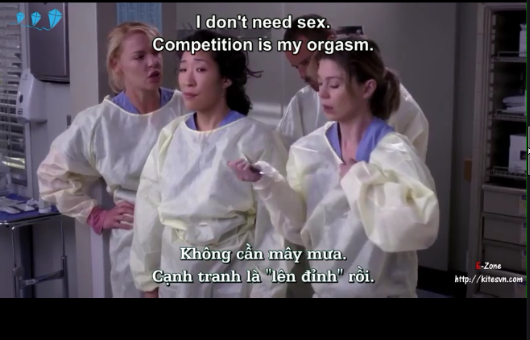 I don't need sex.
Competition is my orgasm.
Không cần mây mưa.
Cạnh tranh là "lên đỉnh" rồi.
-Zone
http://kitesvn.com